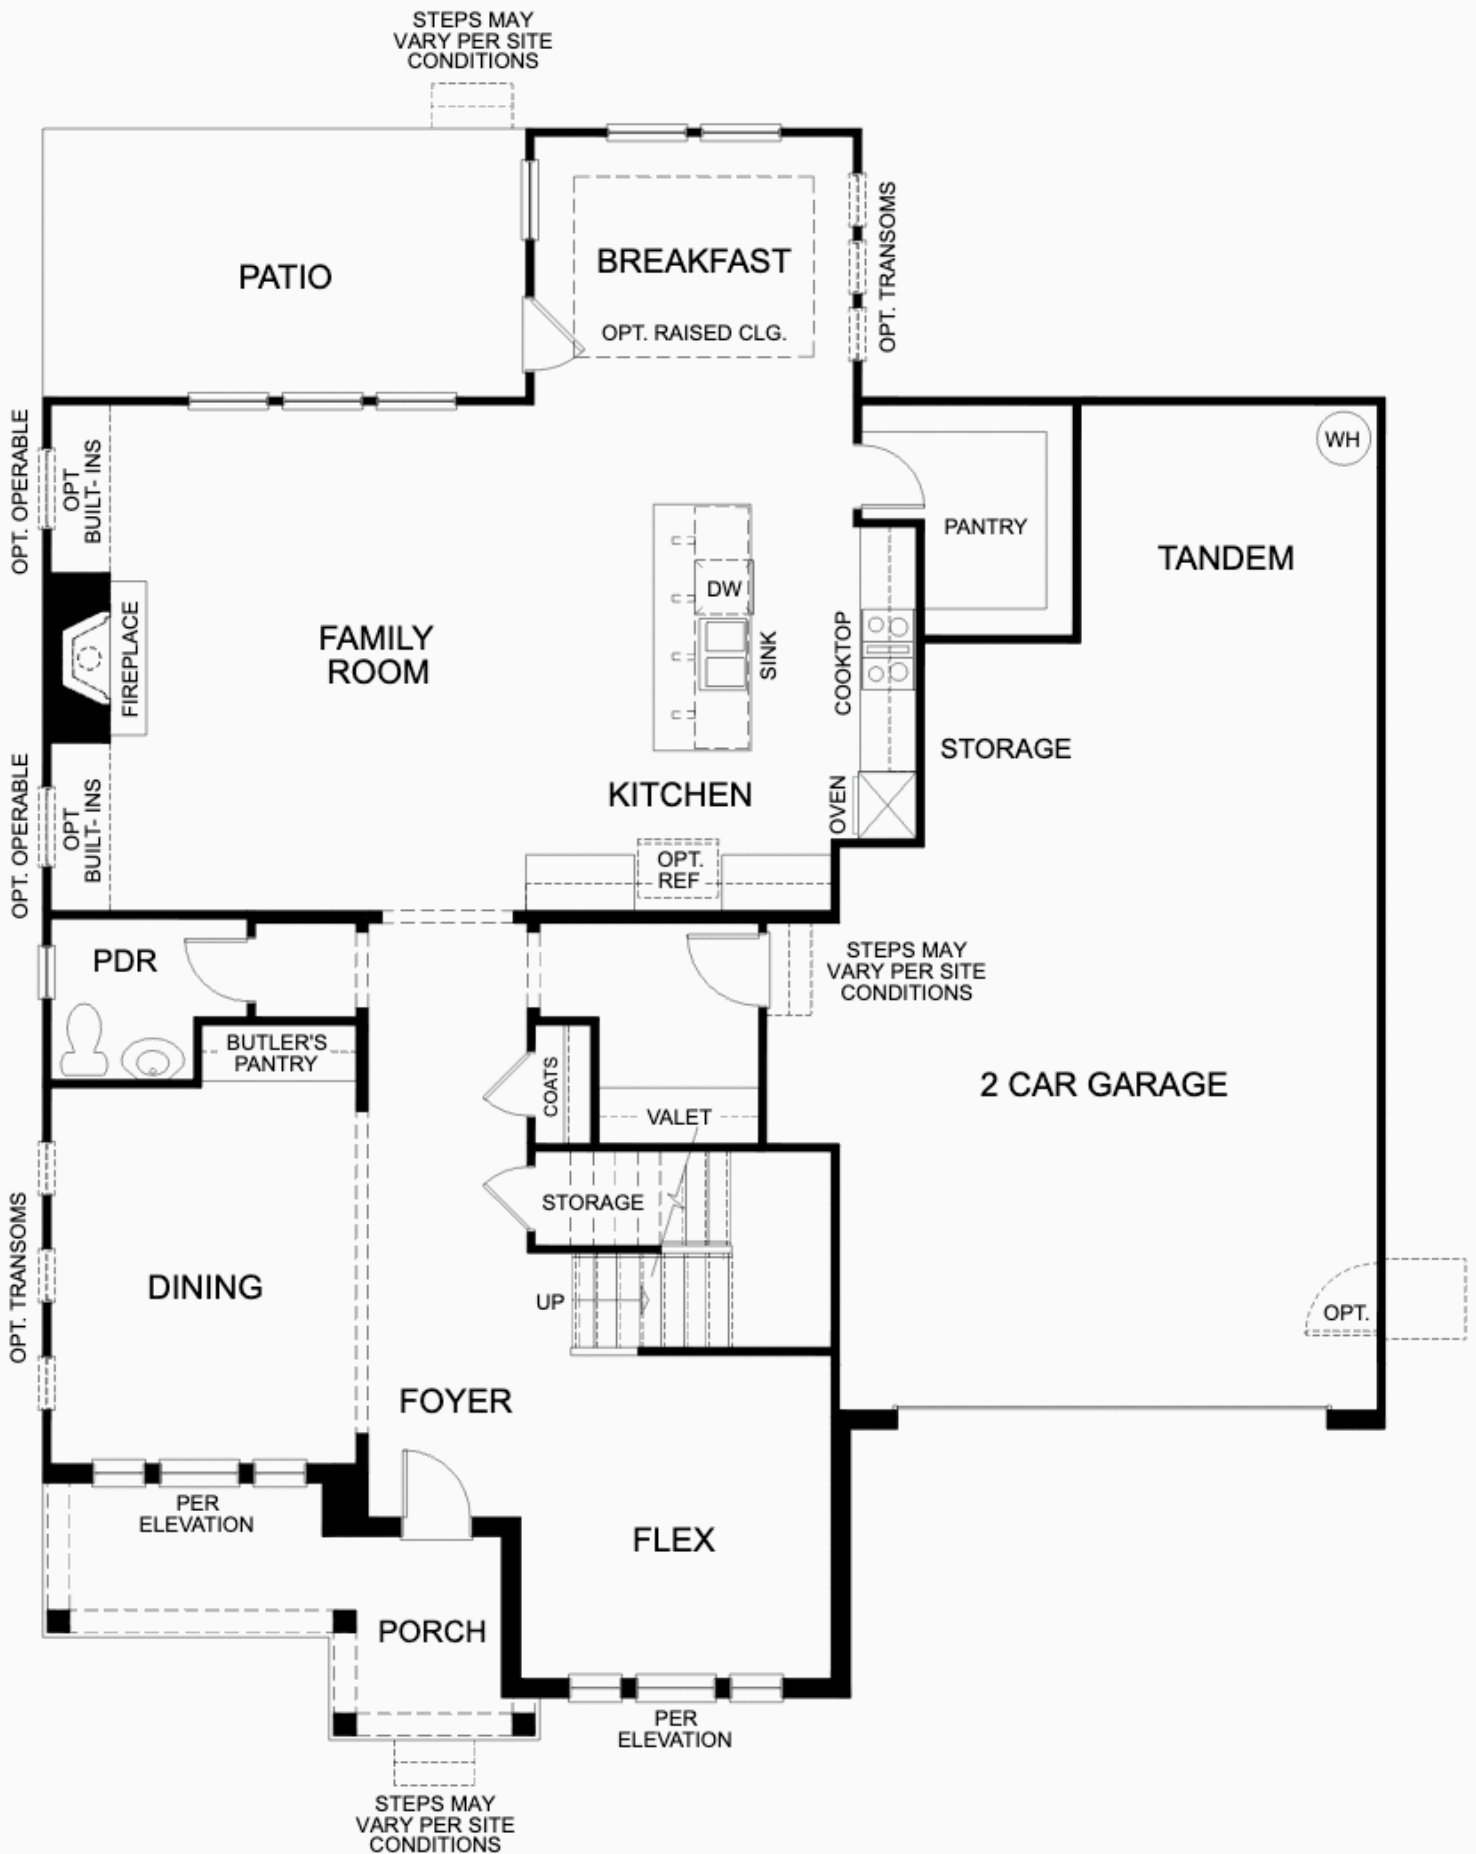 STEPS MAY
VARY PER SITE
CONDITIONS
PATIO
BREAKFAST
OPT. RAISED CLG.
OPT. TRANSOMS
OPT. OPERABLE
OPT
BUILT- INS
WH
PANTRY
TANDEM
DW
FIREPLACE
FAMILY
ROOM
SINK
COOKTOP
STORAGE
OPT. OPERABLE
OPT
BUILT- INS
KITCHEN
OVEN
OPT.
REF
PDR
STEPS MAY
VARY PER SITE
CONDITIONS
BUTLER'S
PANTRY
COATS
2 CAR GARAGE
VALET
STORAGE
OPT. TRANSOMS
DINING
UP
OPT.
FOYER
PER
ELEVATION
FLEX
PORCH
PER
ELEVATION
STEPS MAY
VARY PER SITE
CONDITIONS